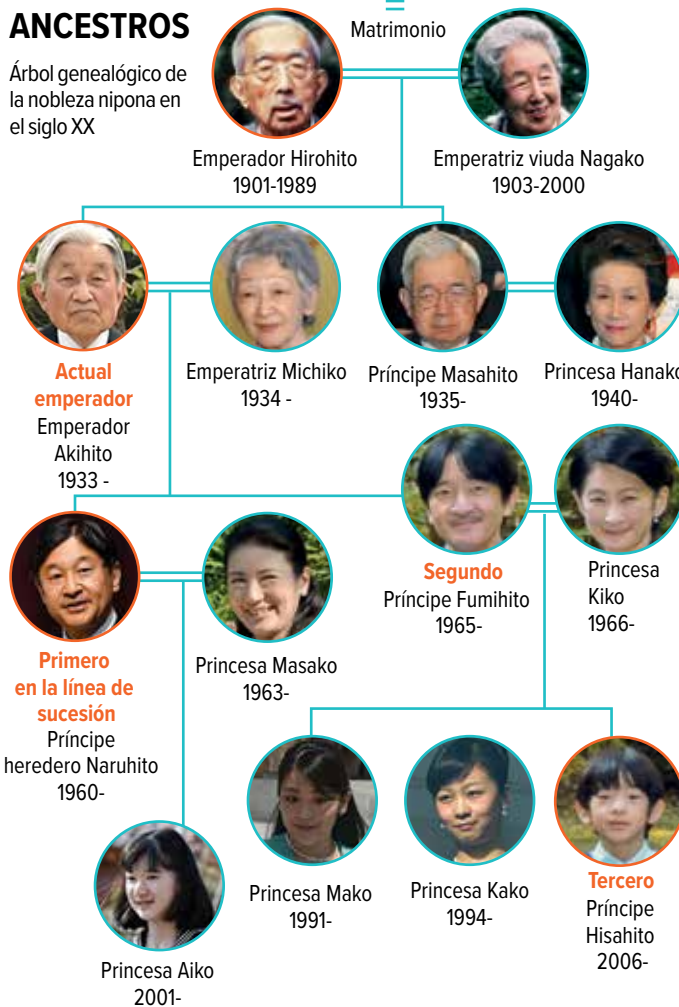 ANCESTROS
Árbol genealógico de
la nobleza nipona en
el siglo XX
Matrimonio
Emperador Hirohito
1901-1989
Emperatriz viuda Nagako
1903-2000
Actual
emperador
Emperador
Akihito
1933 -
Emperatriz Michiko
1934 -
Príncipe Masahito
1935-
Princesa Hanako
1940-
Primero
en la línea de
sucesión
Príncipe
heredero Naruhito
1960-
Princesa Masako
1963-
Segundo
Príncipe Fumihito
1965-
Princesa
Kiko
1966-
Princesa Aiko
2001-
Princesa Mako
1991-
Princesa Kako
1994-
Tercero
Príncipe
Hisahito
2006-